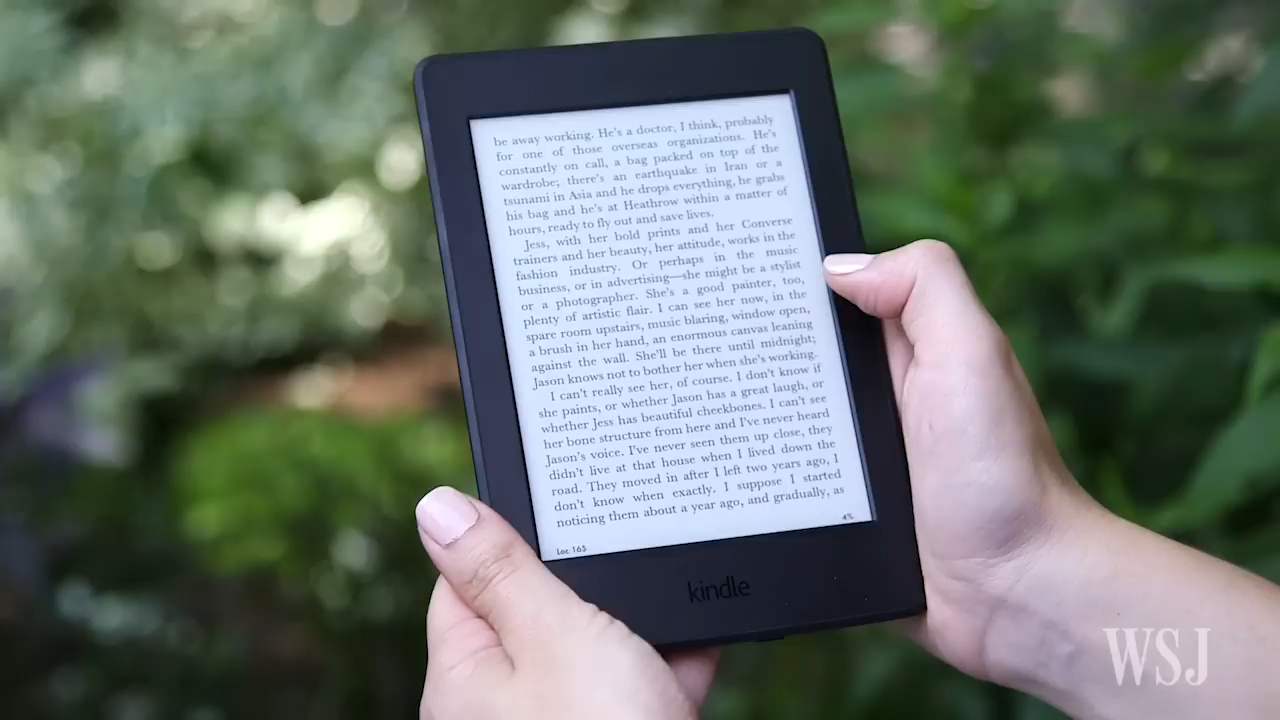 be away working. He's a doctor, I think, probably
for one of those overseas organizations. He's
constantly on call, a bag packed on top of the
wardrobe; there's an earthquake in Iran or a
tsunami in Asia and he drops everything, he grabs
his bag and he's at Heathrow within a matter of
hours, ready to fly out and save lives.
Jess, with her bold prints and her Converse
trainers and her beauty, her attitude, works in the
fashion industry. Or perhaps in the music
business, or in advertising—she might be a stylist
or a photographer. She's a good painter, too,
plenty of artistic flair. I can see her now, in the
spare room upstairs, music blaring, window open,
a brush in her hand, an enormous canvas leaning
against the wall. She'll be there until midnight;
Jason knows not to bother her when she's working.
I can't really see her, of course. I don't know if
she paints, or whether Jason has a great laugh, or
whether Jess has beautiful cheekbones. I can't see
her bone structure from here and I've never heard
Jason's voice. I've never seen them up close, they
didn't live at that house when I lived down the
road. They moved in after I left two years ago, I
don't know when exactly. I suppose I started
noticing them about a year ago, and gradually, as
Loc 165 4%
kindle
WSJ